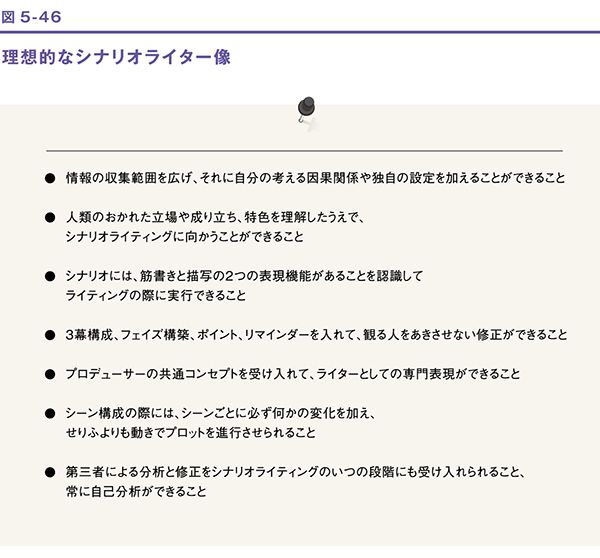 図 5-46
理想的なシナリオライター像
● 情報の収集範囲を広げ、それに自分の考える因果関係や独自の設定を加えることができること
● 人類のおかれた立場や成り立ち、特色を理解したうえで、
シナリオライティングに向かうことができること
● シナリオには、筋書きと描写の2つの表現機能があることを認識して
ライティングの際に実行できること
● 3幕構成、フェイズ構築、ポイント、リマインダーを入れて、観る人をあきさせない修正ができること
● プロデューサーの共通コンセプトを受け入れて、ライターとしての専門表現ができること
● シーン構成の際には、シーンごとに必ず何かの変化を加え、
せりふよりも動きでプロットを進行させられること
● 第三者による分析と修正をシナリオライティングのいつの段階にも受け入れられること、
常に自己分析ができること